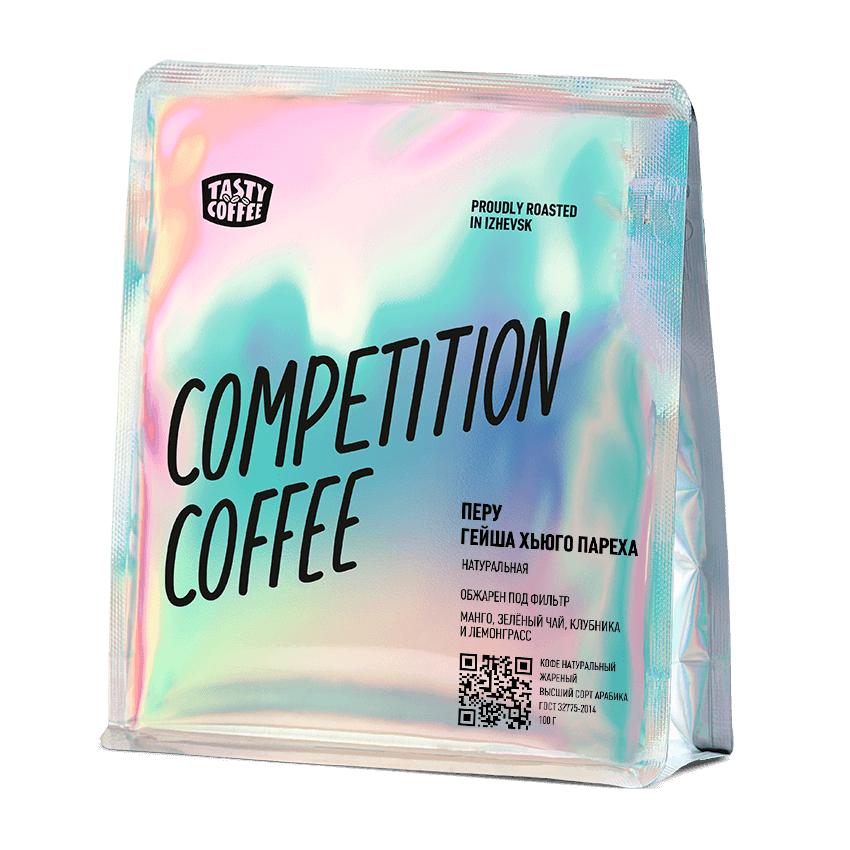 TASTY
COFFEE
PROUDLY ROASTED
IN IZHEVSK
COMPETITION
COFFEE
ПЕРУ
ГЕЙША ХЬЮГО ПАРЕХА
НАТУРАЛЬНАЯ
ОБЖАРЕН ПОД ФИЛЬТР
МАНГО, ЗЕЛЁНЫЙ ЧАЙ, КЛУБНИКА
И ЛЕМОНГРАСС
КОФЕ НАТУРАЛЬНЫЙ
ЖАРЕНЫЙ
ВЫСШИЙ СОРТ АРАБИКА
ГОСТ 32775-2014
100 Г